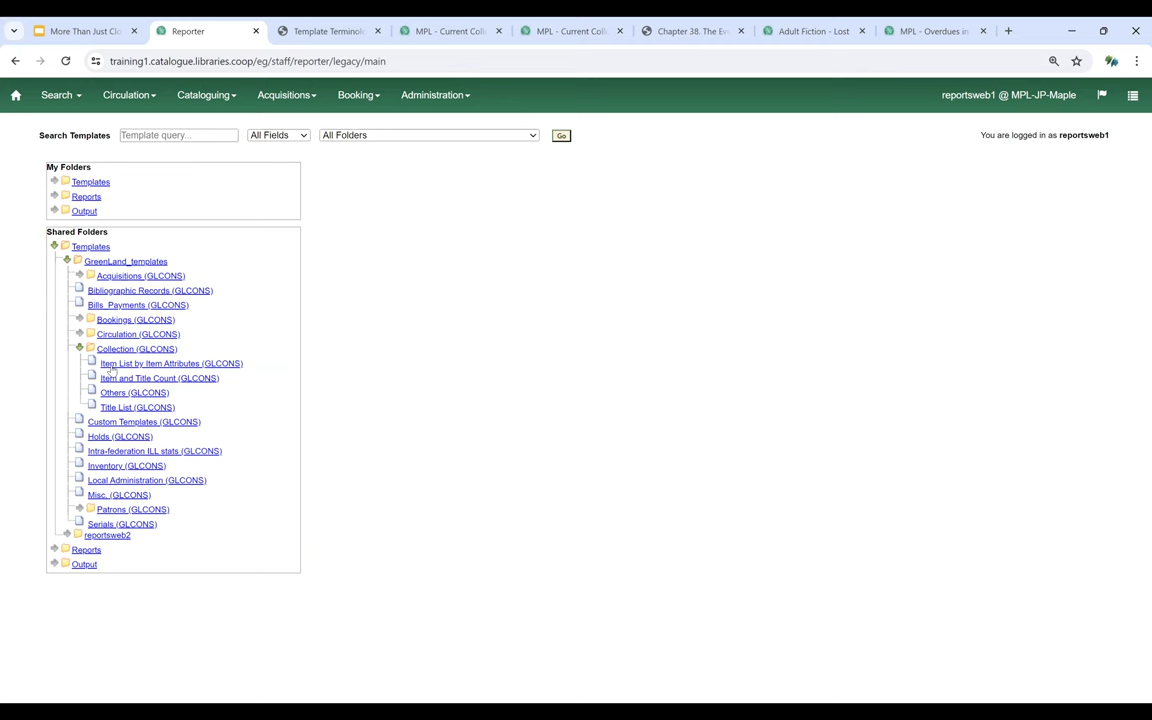 More Than Just Clo
Reporter
Template Terminolo
MPL - Current Coll
MPL - Current Coll
Chapter 38. The Ev
Adult Fiction - Lost
MPL - Overdues in
training1.catalogue.libraries.coop/eg/staff/reporter/legacy/main
Search
Circulation
Cataloguing
Acquisitions
Booking
Administration
reportsweb1 @ MPL-JP-Maple
Search Templates
Template query...
All Fields
All Folders
Go
You are logged in as reportsweb1
My Folders
Templates
Reports
Output
Shared Folders
Templates
GreenLand_templates
Acquisitions (GLCONS)
Bibliographic Records (GLCONS)
Bills_Payments (GLCONS)
Bookings (GLCONS)
Circulation (GLCONS)
Collection (GLCONS)
Item List by Item Attributes (GLCONS)
Item and Title Count (GLCONS)
Others (GLCONS)
Title List (GLCONS)
Custom Templates (GLCONS)
Holds (GLCONS)
Intra-federation ILL stats (GLCONS)
Inventory (GLCONS)
Local Administration (GLCONS)
Misc. (GLCONS)
Patrons (GLCONS)
Serials (GLCONS)
reportsweb2
Reports
Output